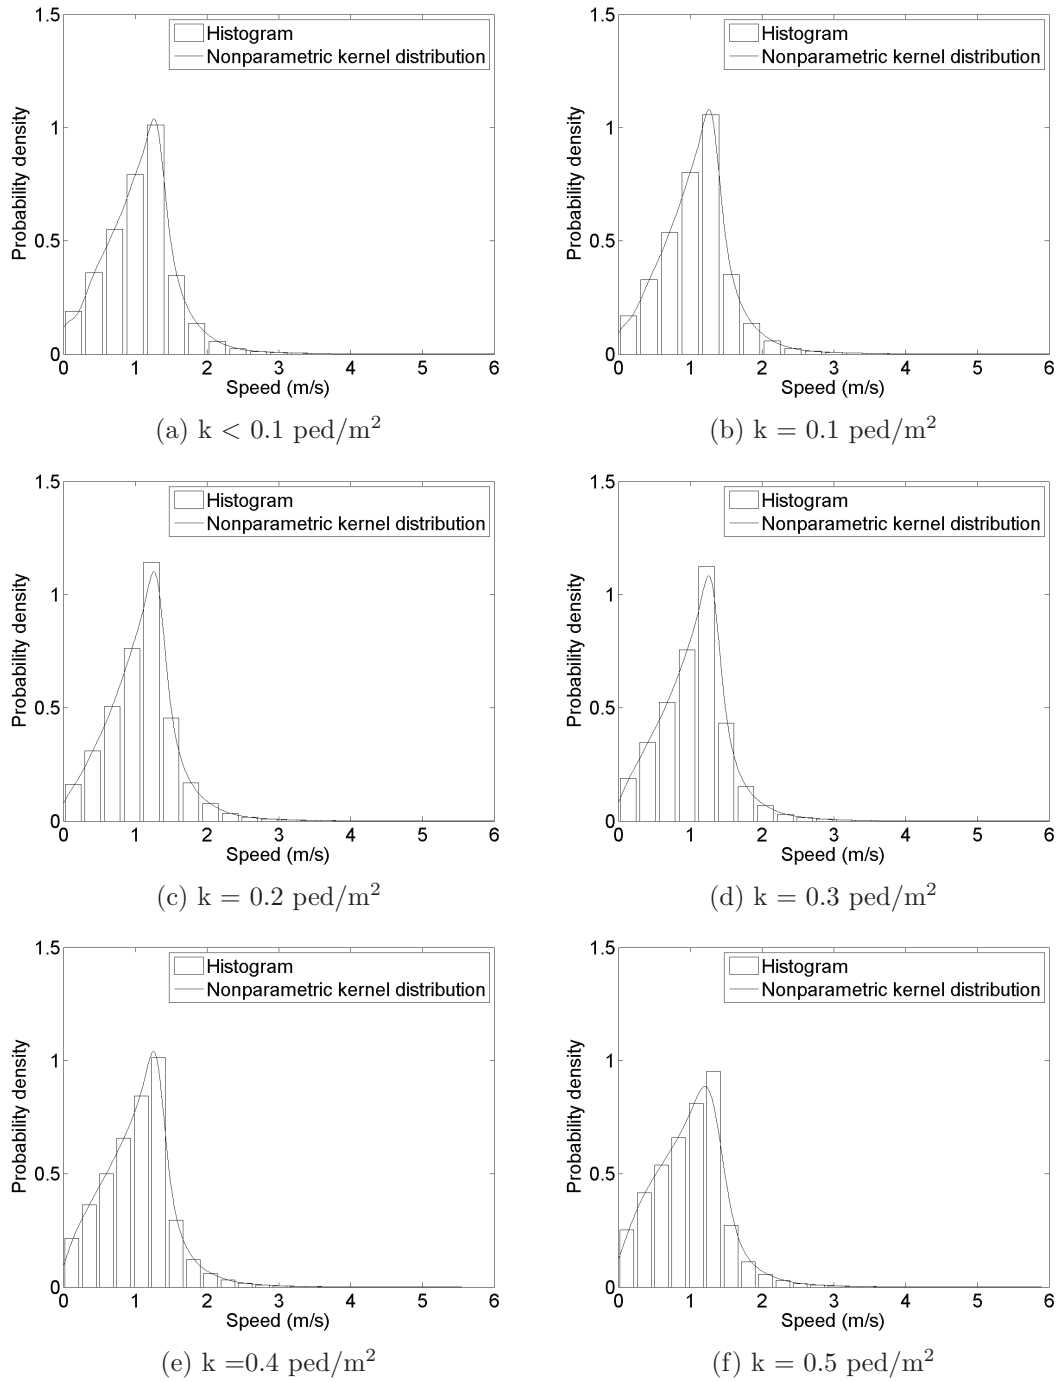 1.5
Histogram
Nonparametric kernel distribution
1
0.5
0
Probability density
0 1 2 3 4 5 6
Speed (m/s)
(a) k < 0.1 ped/m²
1.5
Histogram
Nonparametric kernel distribution
1
0.5
0
Probability density
0 1 2 3 4 5 6
Speed (m/s)
(b) k = 0.1 ped/m²
1.5
Histogram
Nonparametric kernel distribution
1
0.5
0
Probability density
0 1 2 3 4 5 6
Speed (m/s)
(c) k = 0.2 ped/m²
1.5
Histogram
Nonparametric kernel distribution
1
0.5
0
Probability density
0 1 2 3 4 5 6
Speed (m/s)
(d) k = 0.3 ped/m²
1.5
Histogram
Nonparametric kernel distribution
1
0.5
0
Probability density
0 1 2 3 4 5 6
Speed (m/s)
(e) k =0.4 ped/m²
1.5
Histogram
Nonparametric kernel distribution
1
0.5
0
Probability density
0 1 2 3 4 5 6
Speed (m/s)
(f) k = 0.5 ped/m²